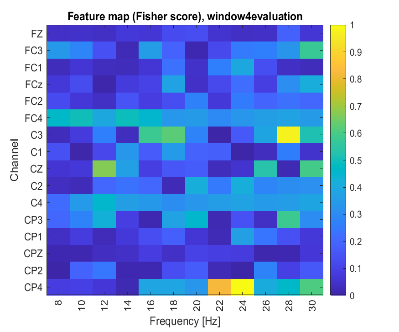 Feature map (Fisher score), window4evaluation
Channel
FZ
FC3
FC1
FCz
FC2
FC4
C3
C1
CZ
C2
C4
CP3
CP1
CPZ
CP2
CP4
8 10 12 14 16 18 20 22 24 26 28 30
Frequency [Hz]
1
0.9
0.8
0.7
0.6
0.5
0.4
0.3
0.2
0.1
0